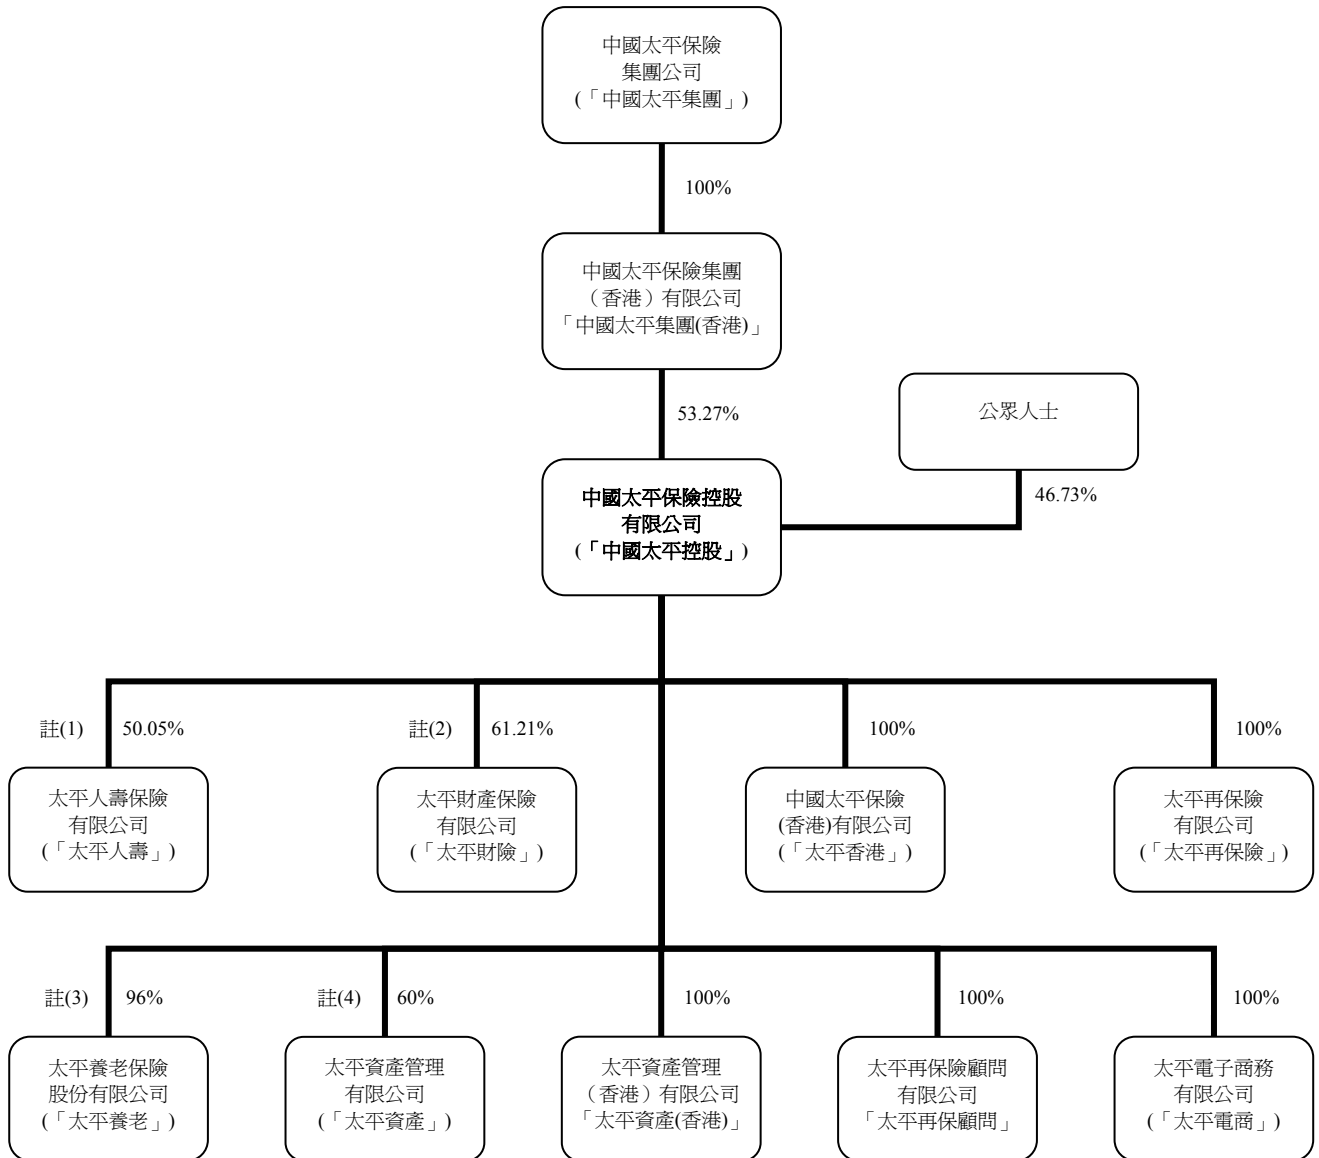 中國太平保險
集團公司
(「中國太平集團」)
100%
中國太平保險集團
（香港）有限公司
「中國太平集團(香港)」
53.27%
公眾人士
46.73%
中國太平保險控股
有限公司
(「中國太平控股」)
註(1) 50.05%
註(2) 61.21%
100%
100%
太平人壽保險
有限公司
(「太平人壽」)
太平財產保險
有限公司
(「太平財險」)
中國太平保險
(香港)有限公司
(「太平香港」)
太平再保險
有限公司
(「太平再保險」)
註(3) 96%
註(4) 60%
100%
100%
100%
太平養老保險
股份有限公司
(「太平養老」)
太平資產管理
有限公司
(「太平資產」)
太平資產管理
（香港）有限公司
「太平資產(香港)」
太平再保險顧問
有限公司
「太平再保顧問」
太平電子商務
有限公司
(「太平電商」)